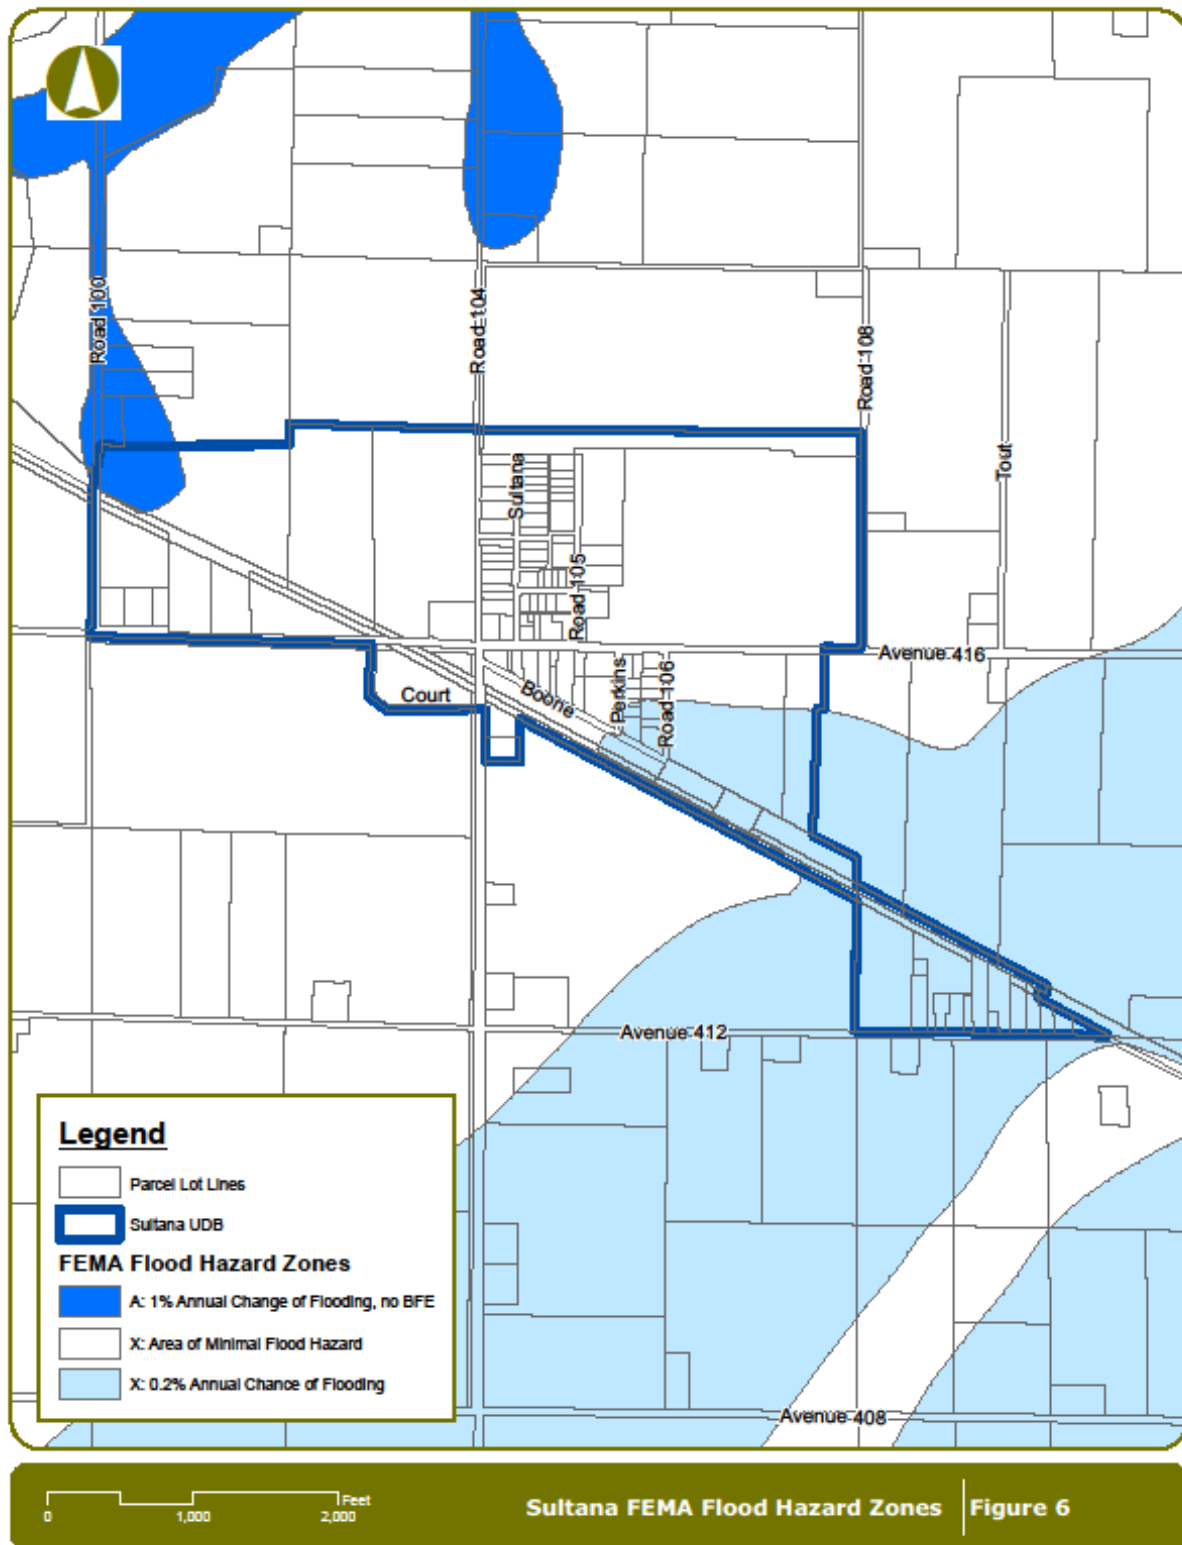 Road 100
Road 104
Road 108
Tout
Sultana
Road 105
Avenue 416
Perkins
Road 106
Boone
Court
Avenue 412
Avenue 408
Legend
Parcel Lot Lines
Sultana UDB
FEMA Flood Hazard Zones
A: 1% Annual Change of Flooding, no BFE
X: Area of Minimal Flood Hazard
X: 0.2% Annual Chance of Flooding
Feet
0 1,000 2,000
Sultana FEMA Flood Hazard Zones
Figure 6